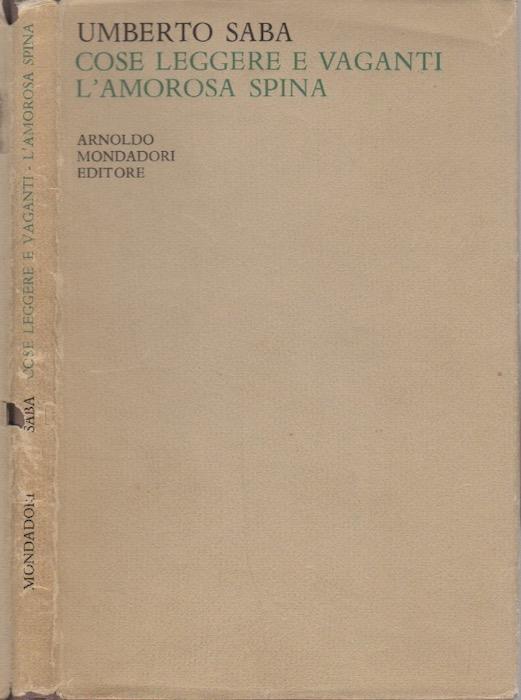 UMBERTO SABA
COSE LEGGERE E VAGANTI
L'AMOROSA SPINA
ARNOLDO
MONDADORI
EDITORE
MONDADORI SABA COSE LEGGERE E VAGANTI - L'AMOROSA SPINA